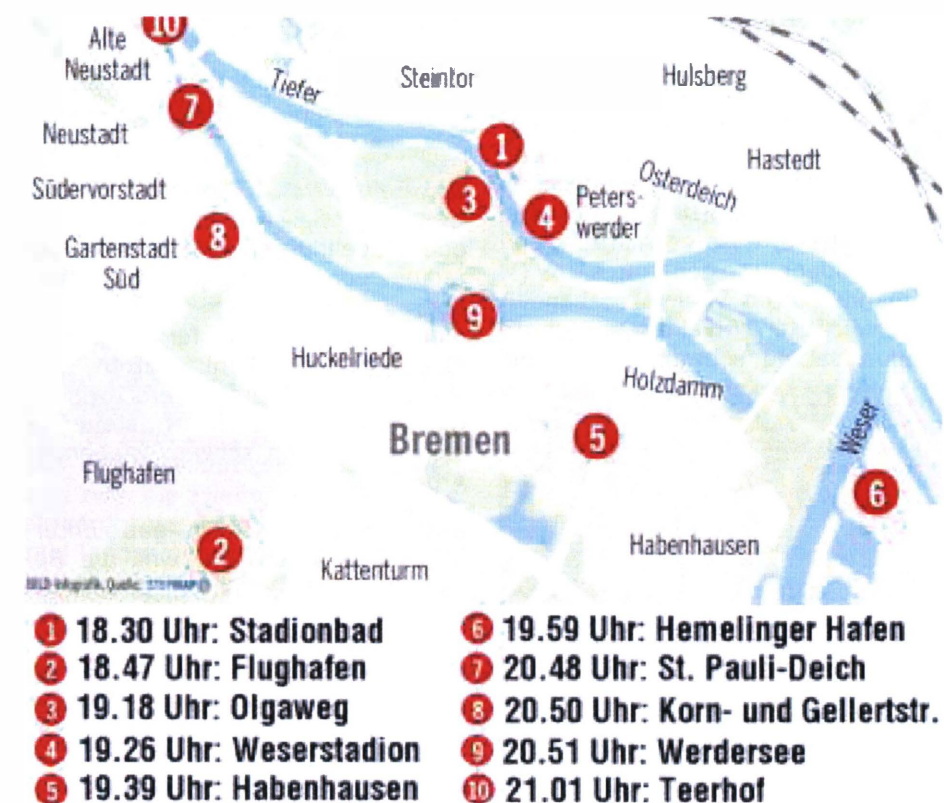 10
Alte
Neustadt
Tiefer
Steintor
Hulsberg
7
Neustadt
1
Hastedt
Osterdeich
Südervorstadt
3
4
Peters-
werder
8
Gartenstadt
Süd
9
Huckelriede
Holzdamm
Bremen
5
Weser
Flughafen
6
2
Habenhausen
Kattenturm
BILD-Infografik, Quelle: STEPMAP
1 18.30 Uhr: Stadionbad
2 18.47 Uhr: Flughafen
3 19.18 Uhr: Olgaweg
4 19.26 Uhr: Weserstadion
5 19.39 Uhr: Habenhausen
6 19.59 Uhr: Hemelinger Hafen
7 20.48 Uhr: St. Pauli-Deich
8 20.50 Uhr: Korn- und Gellertstr.
9 20.51 Uhr: Werdersee
10 21.01 Uhr: Teerhof